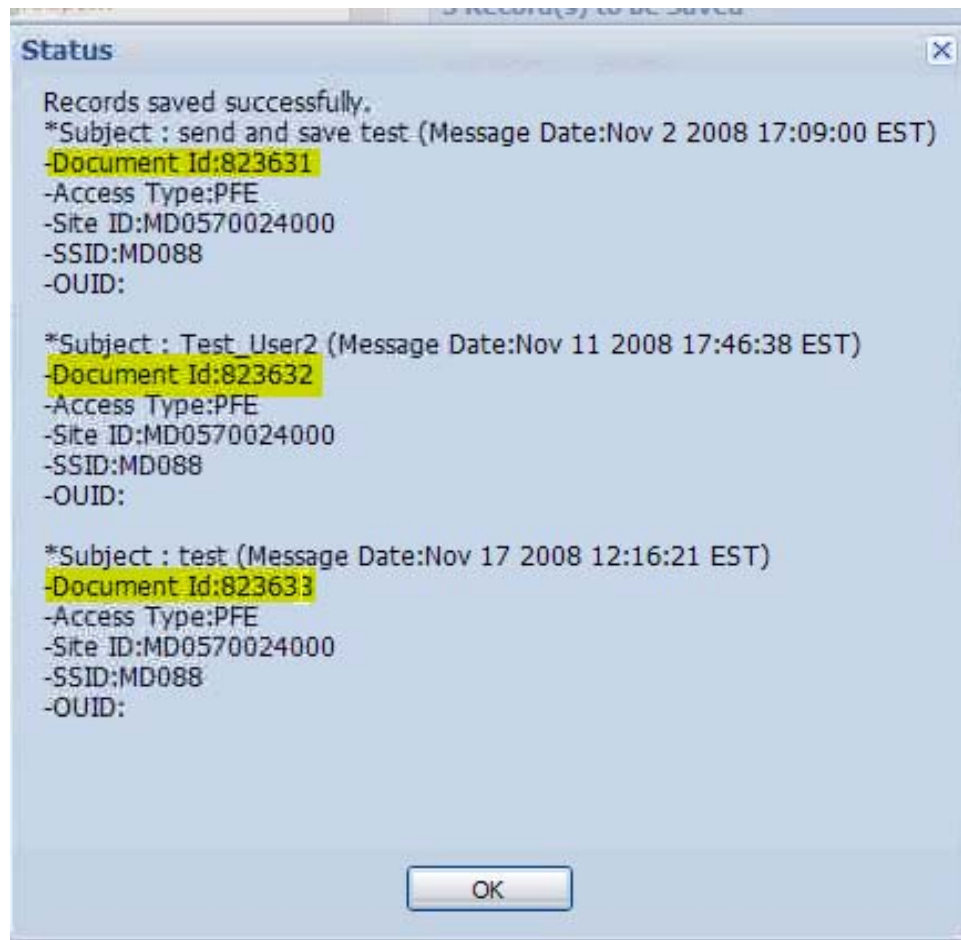 Record(s) to be Saved
Status
Records saved successfully.
*Subject : send and save test (Message Date:Nov 2 2008 17:09:00 EST)
-Document Id:823631
-Access Type:PFE
-Site ID:MD0570024000
-SSID:MD088
-OUID:
*Subject : Test_User2 (Message Date:Nov 11 2008 17:46:38 EST)
-Document Id:823632
-Access Type:PFE
-Site ID:MD0570024000
-SSID:MD088
-OUID:
*Subject : test (Message Date:Nov 17 2008 12:16:21 EST)
-Document Id:823633
-Access Type:PFE
-Site ID:MD0570024000
-SSID:MD088
-OUID:
OK